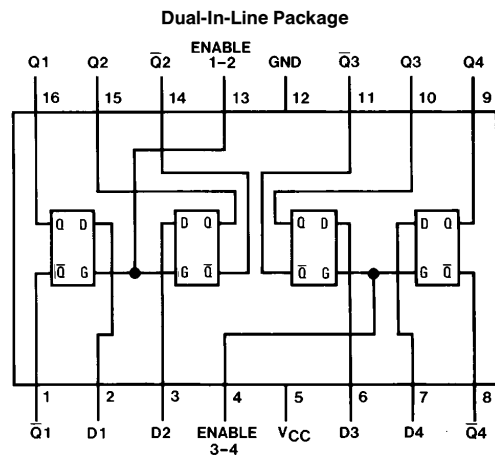 Dual-In-Line Package
Q1 Q2 Q̅2 ENABLE 1–2 GND Q̅3 Q3 Q4
16 15 14 13 12 11 10 9
Q D D Q Q D D Q
Q̅ G G Q̅ Q̅ G G Q̅
1 2 3 4 5 6 7 8
Q̅1 D1 D2 ENABLE 3–4 VCC D3 D4 Q̅4